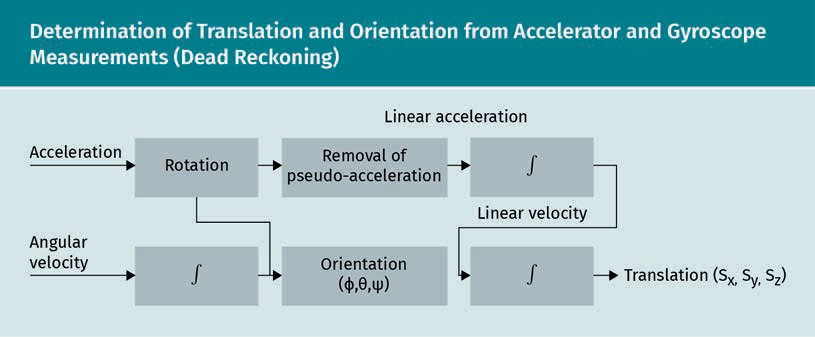 Determination of Translation and Orientation from Accelerator and Gyroscope
Measurements (Dead Reckoning)
Linear acceleration
Acceleration
Rotation
Removal of
pseudo-acceleration
∫
Linear velocity
Angular
velocity
∫
Orientation
(ϕ,θ,ψ)
∫
Translation (Sx, Sy, Sz)